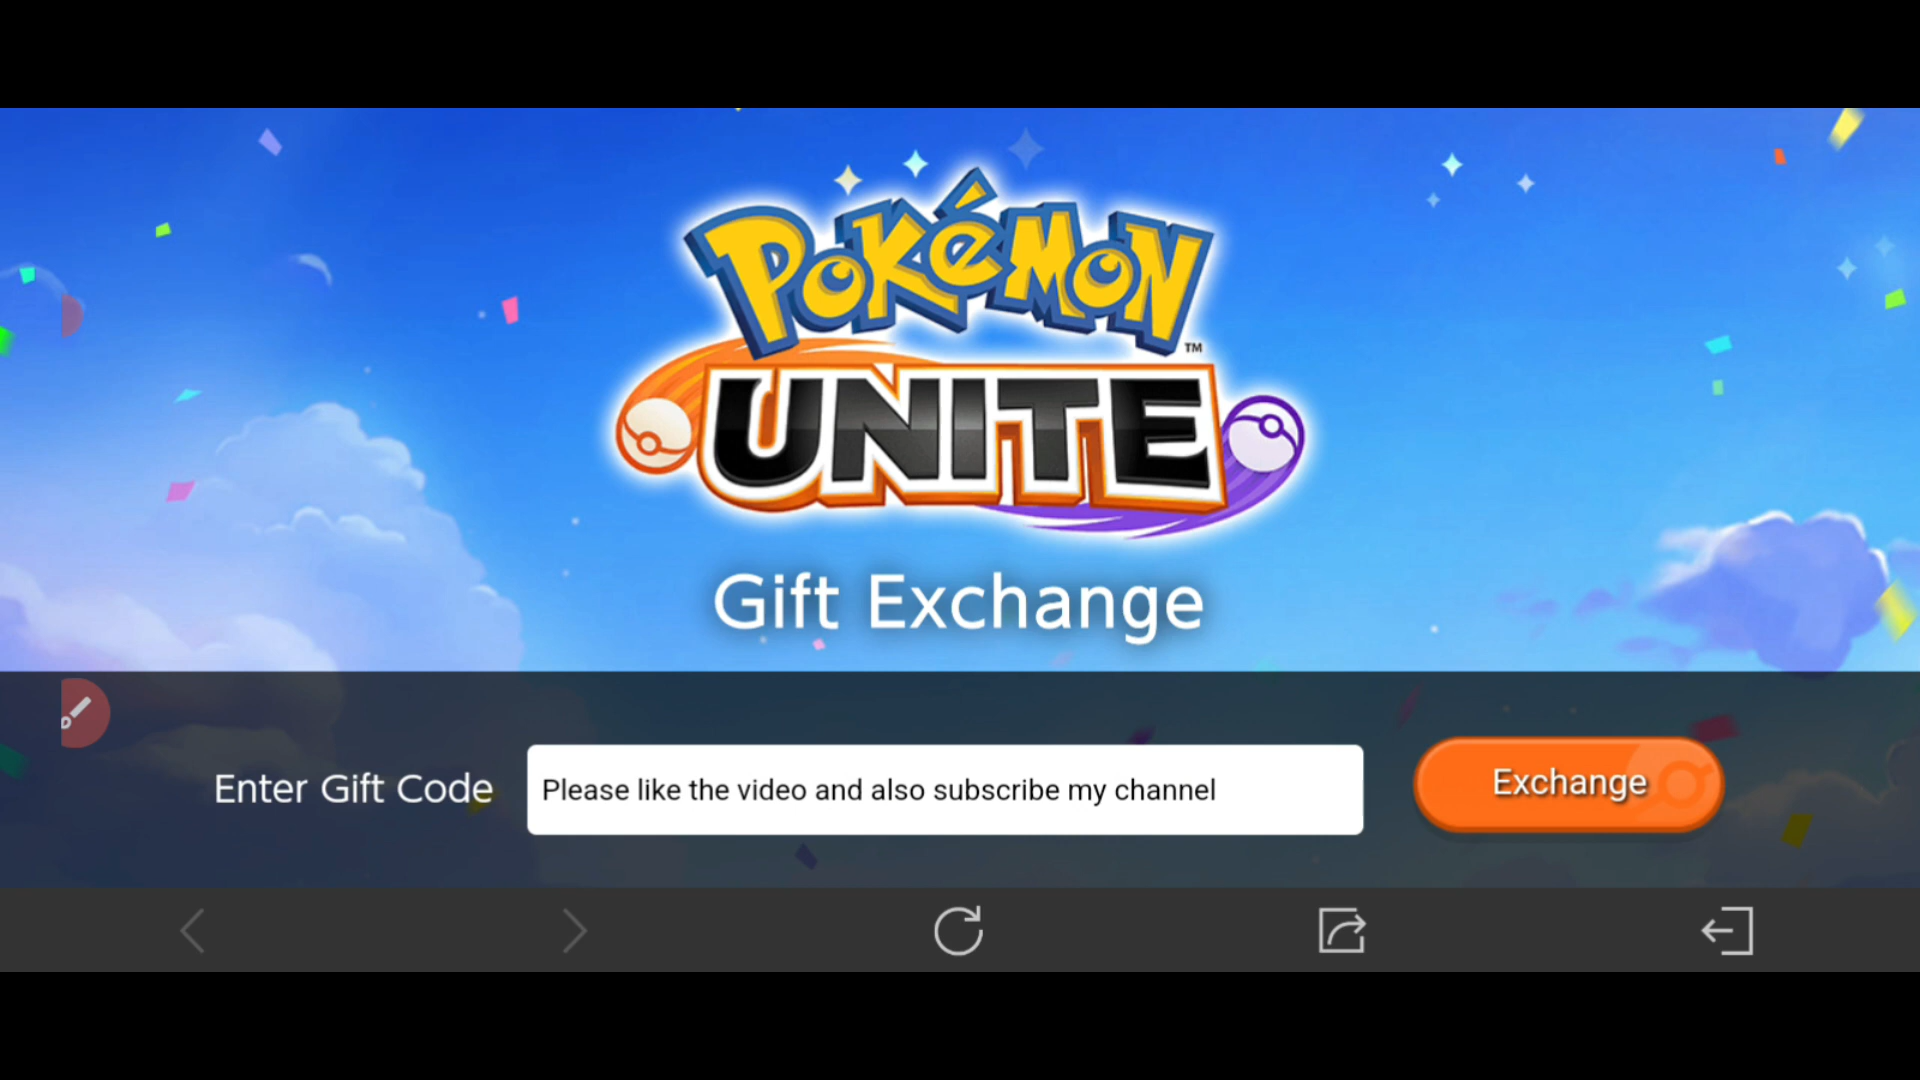 POKéMON
™
UNITE
Gift Exchange
Enter Gift Code
Please like the video and also subscribe my channel
Exchange